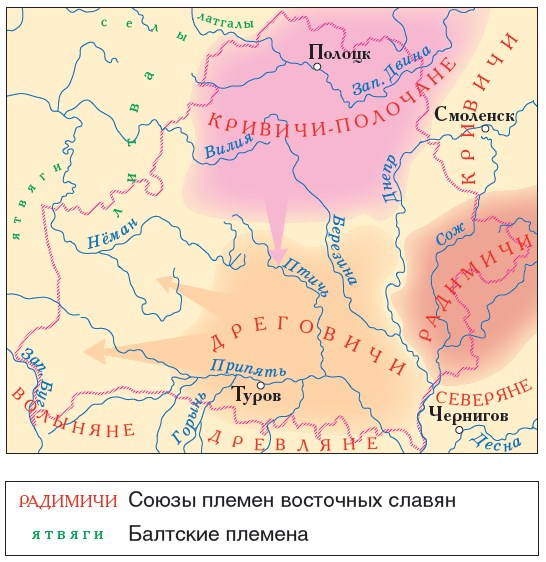 СЕЛЫ
ЛАТГАЛЫ
Полоцк
Зап. Двина
КРИВИЧИ
КРИВИЧИ-ПОЛОЧАНЕ
Смоленск
ЛИТВА
Вилия
ЯТВЯГИ
Днепр
Нёман
Березина
Сож
Птичь
РАДИМИЧИ
ДРЕГОВИЧИ
Зап. Буг
Припять
Туров
ВОЛЫНЯНЕ
Горынь
СЕВЕРЯНЕ
Чернигов
ДРЕВЛЯНЕ
Десна
РАДИМИЧИ Союзы племен восточных славян
ЯТВЯГИ Балтские племена